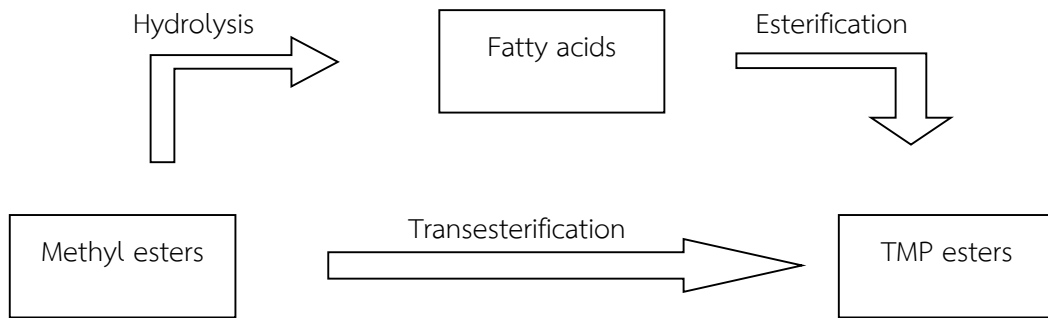 Hydrolysis
Fatty acids
Esterification
Methyl esters
Transesterification
TMP esters